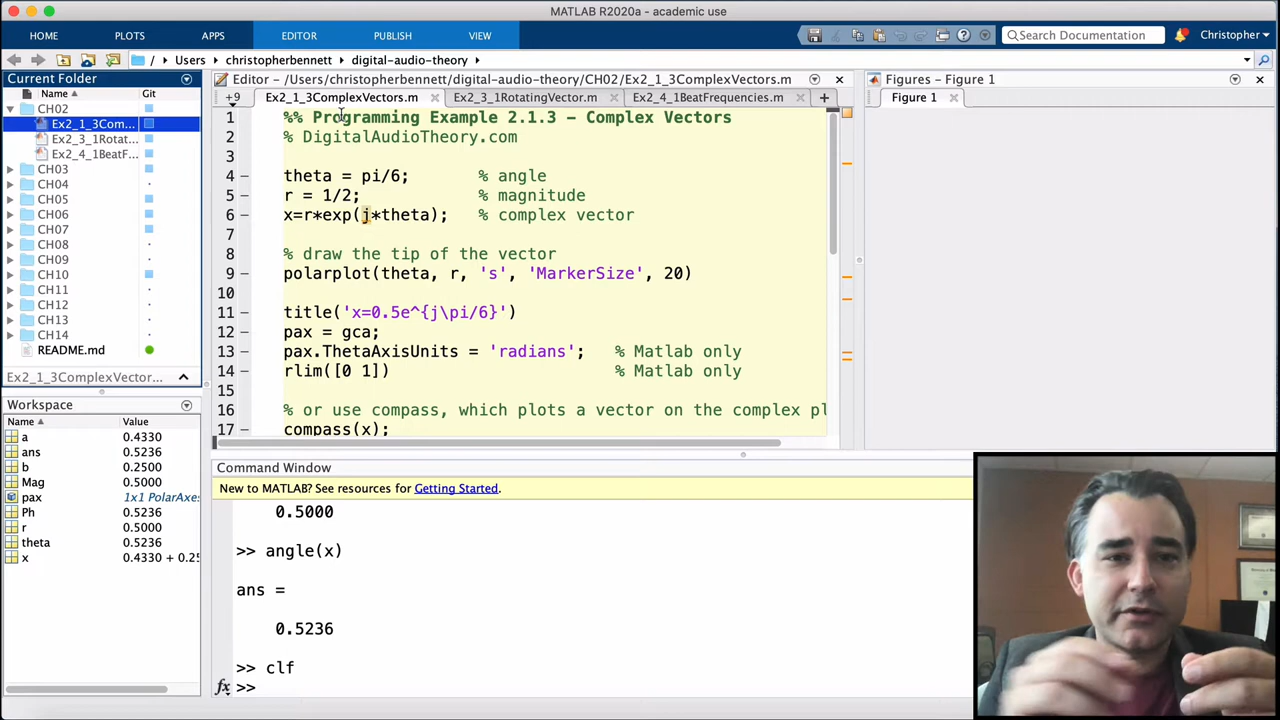 MATLAB R2020a - academic use
HOME PLOTS APPS EDITOR PUBLISH VIEW Search Documentation Christopher
/ Users christopherbennett digital-audio-theory
Current Folder
Name Git
CH02
Ex2_1_3Com...
Ex2_3_1Rotat...
Ex2_4_1BeatF...
CH03
CH04
CH05
CH06
CH07
CH08
CH09
CH10
CH11
CH12
CH13
CH14
README.md
Ex2_1_3ComplexVector...
Workspace
Name Value
a 0.4330
ans 0.5236
b 0.2500
Mag 0.5000
pax 1x1 PolarAxe
Ph 0.5236
r 0.5000
theta 0.5236
x 0.4330 + 0.25
Editor - /Users/christopherbennett/digital-audio-theory/CH02/Ex2_1_3ComplexVectors.m
+9 Ex2_1_3ComplexVectors.m Ex2_3_1RotatingVector.m Ex2_4_1BeatFrequencies.m +
1 %% Programming Example 2.1.3 - Complex Vectors
2 % DigitalAudioTheory.com
3
4 theta = pi/6; % angle
5 r = 1/2; % magnitude
6 x=r*exp(j*theta); % complex vector
7
8 % draw the tip of the vector
9 polarplot(theta, r, 's', 'MarkerSize', 20)
10
11 title('x=0.5e^{j\pi/6}')
12 pax = gca;
13 pax.ThetaAxisUnits = 'radians'; % Matlab only
14 rlim([0 1]) % Matlab only
15
16 % or use compass, which plots a vector on the complex pl
17 compass(x);
Figures - Figure 1
Figure 1
Command Window
New to MATLAB? See resources for Getting Started.
0.5000
>> angle(x)
ans =
0.5236
>> clf
fx >>